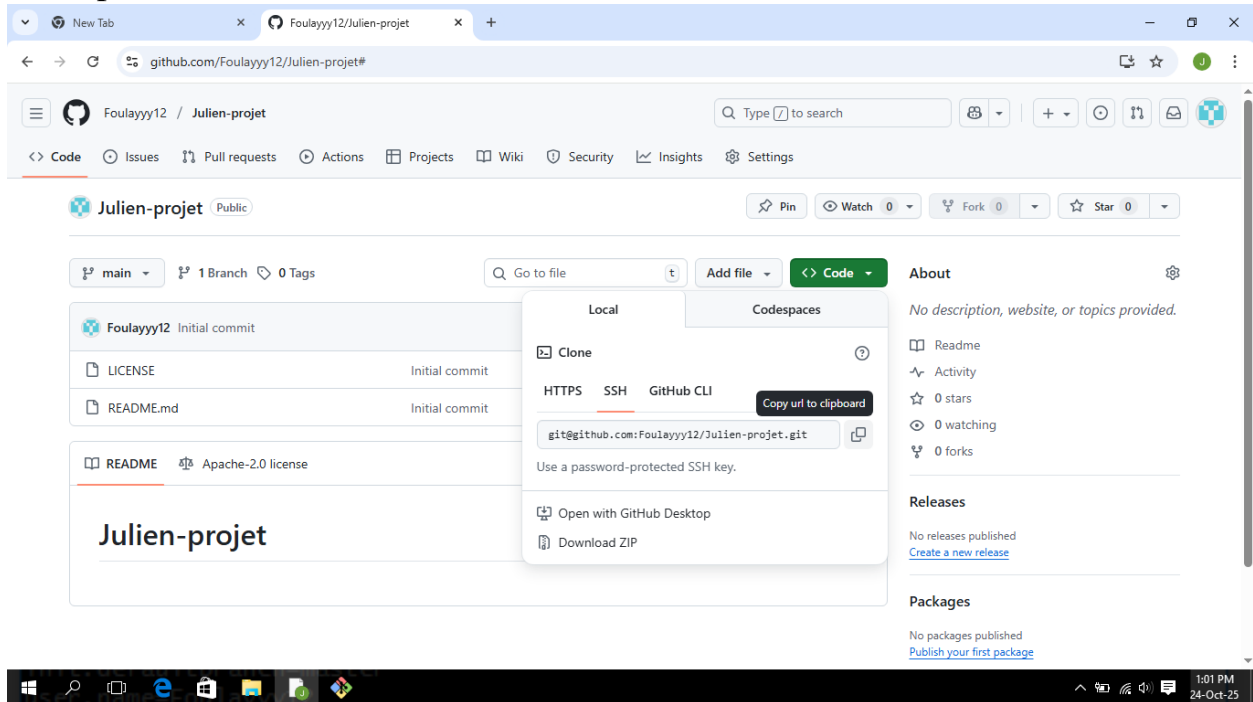 New Tab
Foulayyy12/Julien-projet
github.com/Foulayyy12/Julien-projet#
J
Foulayyy12 / Julien-projet
Type / to search
Code Issues Pull requests Actions Projects Wiki Security Insights Settings
Julien-projet Public
Pin Watch 0 Fork 0 Star 0
main 1 Branch 0 Tags
Go to file t
Add file Code
Foulayyy12 Initial commit
LICENSE Initial commit
README.md Initial commit
README Apache-2.0 license
Julien-projet
Local Codespaces
Clone
HTTPS SSH GitHub CLI
Copy url to clipboard
git@github.com:Foulayyy12/Julien-projet.git
Use a password-protected SSH key.
Open with GitHub Desktop
Download ZIP
About
No description, website, or topics provided.
Readme
Activity
0 stars
0 watching
0 forks
Releases
No releases published
Create a new release
Packages
No packages published
Publish your first package
1:01 PM
24-Oct-25